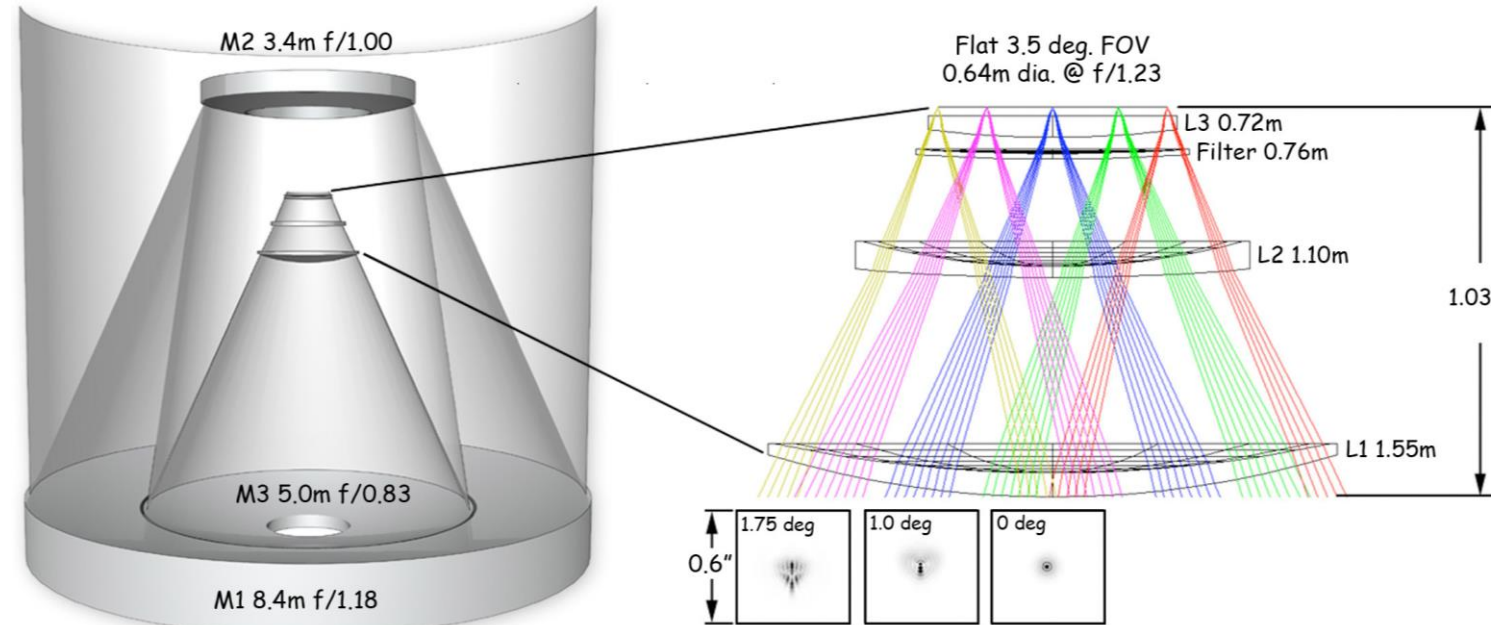 M2 3.4m f/1.00
M3 5.0m f/0.83
M1 8.4m f/1.18
Flat 3.5 deg. FOV
0.64m dia. @ f/1.23
L3 0.72m
Filter 0.76m
L2 1.10m
1.03
L1 1.55m
0.6″
1.75 deg
1.0 deg
0 deg